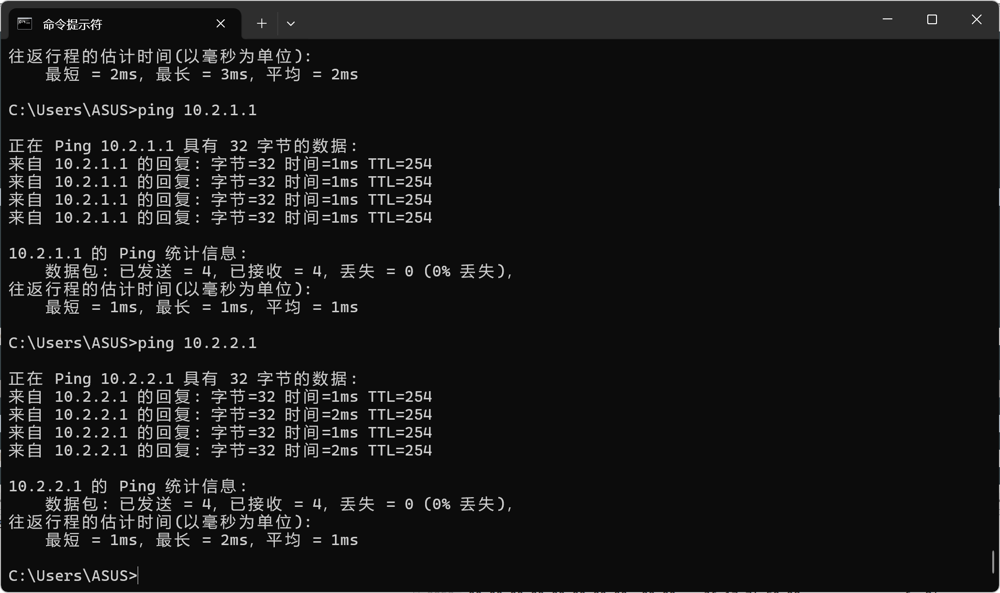 命令提示符
往返行程的估计时间(以毫秒为单位):
    最短 = 2ms，最长 = 3ms，平均 = 2ms
C:\Users\ASUS>ping 10.2.1.1
正在 Ping 10.2.1.1 具有 32 字节的数据:
来自 10.2.1.1 的回复: 字节=32 时间=1ms TTL=254
来自 10.2.1.1 的回复: 字节=32 时间=1ms TTL=254
来自 10.2.1.1 的回复: 字节=32 时间=1ms TTL=254
来自 10.2.1.1 的回复: 字节=32 时间=1ms TTL=254
10.2.1.1 的 Ping 统计信息:
    数据包: 已发送 = 4，已接收 = 4，丢失 = 0 (0% 丢失)，
往返行程的估计时间(以毫秒为单位):
    最短 = 1ms，最长 = 1ms，平均 = 1ms
C:\Users\ASUS>ping 10.2.2.1
正在 Ping 10.2.2.1 具有 32 字节的数据:
来自 10.2.2.1 的回复: 字节=32 时间=1ms TTL=254
来自 10.2.2.1 的回复: 字节=32 时间=2ms TTL=254
来自 10.2.2.1 的回复: 字节=32 时间=1ms TTL=254
来自 10.2.2.1 的回复: 字节=32 时间=2ms TTL=254
10.2.2.1 的 Ping 统计信息:
    数据包: 已发送 = 4，已接收 = 4，丢失 = 0 (0% 丢失)，
往返行程的估计时间(以毫秒为单位):
    最短 = 1ms，最长 = 2ms，平均 = 1ms
C:\Users\ASUS>